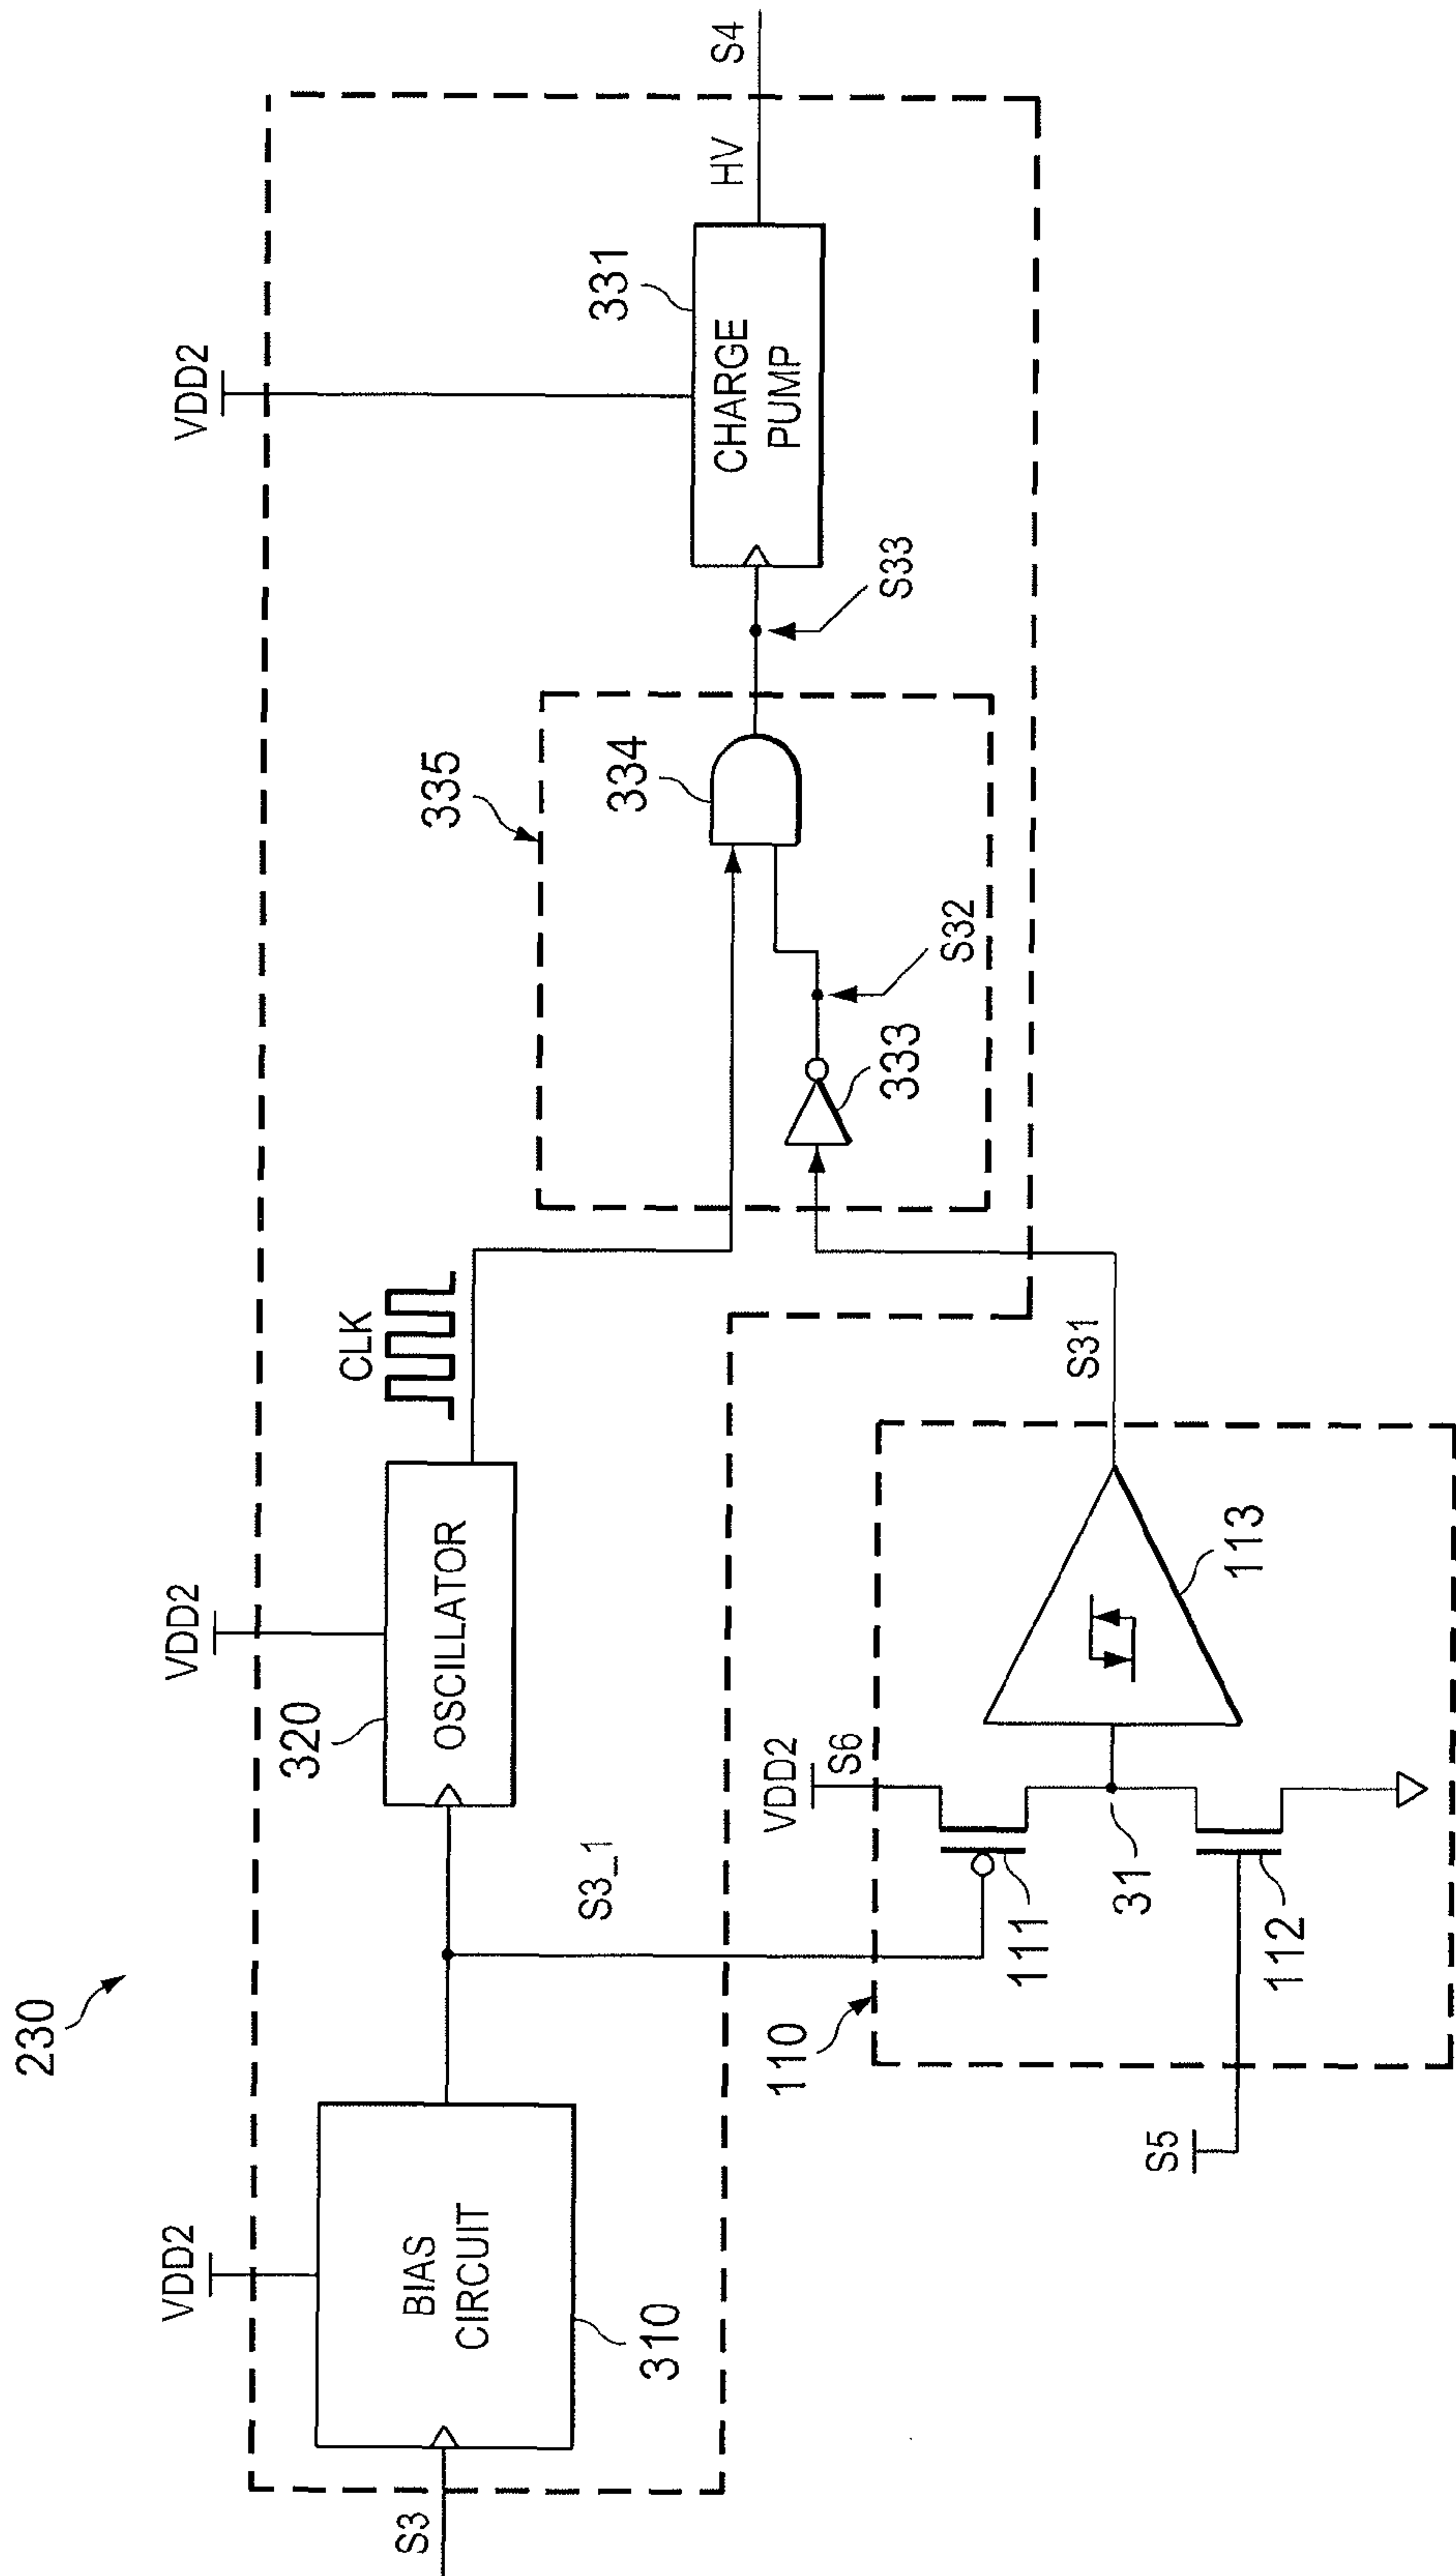 230
VDD2
VDD2
VDD2
S3
BIAS
CIRCUIT
310
320
OSCILLATOR
CLK
S3_1
335
334
333
S32
S33
331
CHARGE
PUMP
HV
S4
110
VDD2
S6
111
31
112
S5
113
S31